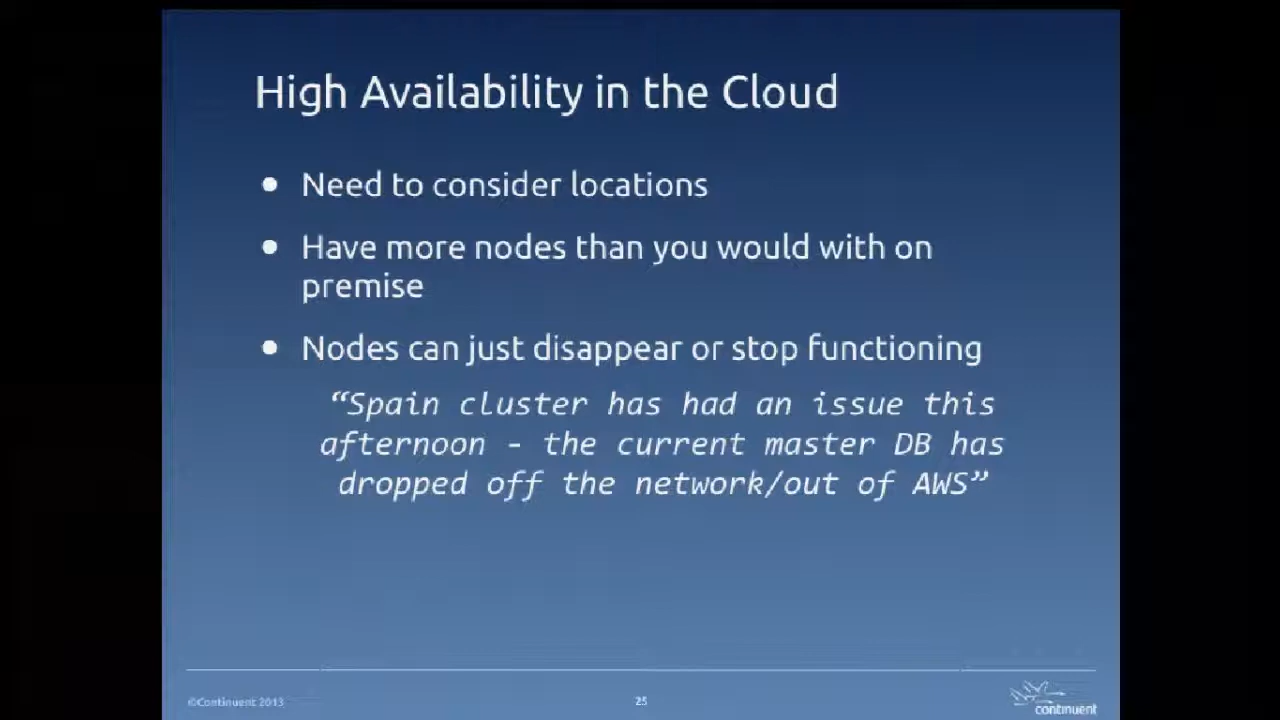 High Availability in the Cloud
● Need to consider locations
● Have more nodes than you would with on
premise
● Nodes can just disappear or stop functioning
“Spain cluster has had an issue this
afternoon - the current master DB has
dropped off the network/out of AWS”
©Continuent 2013
25
continuent